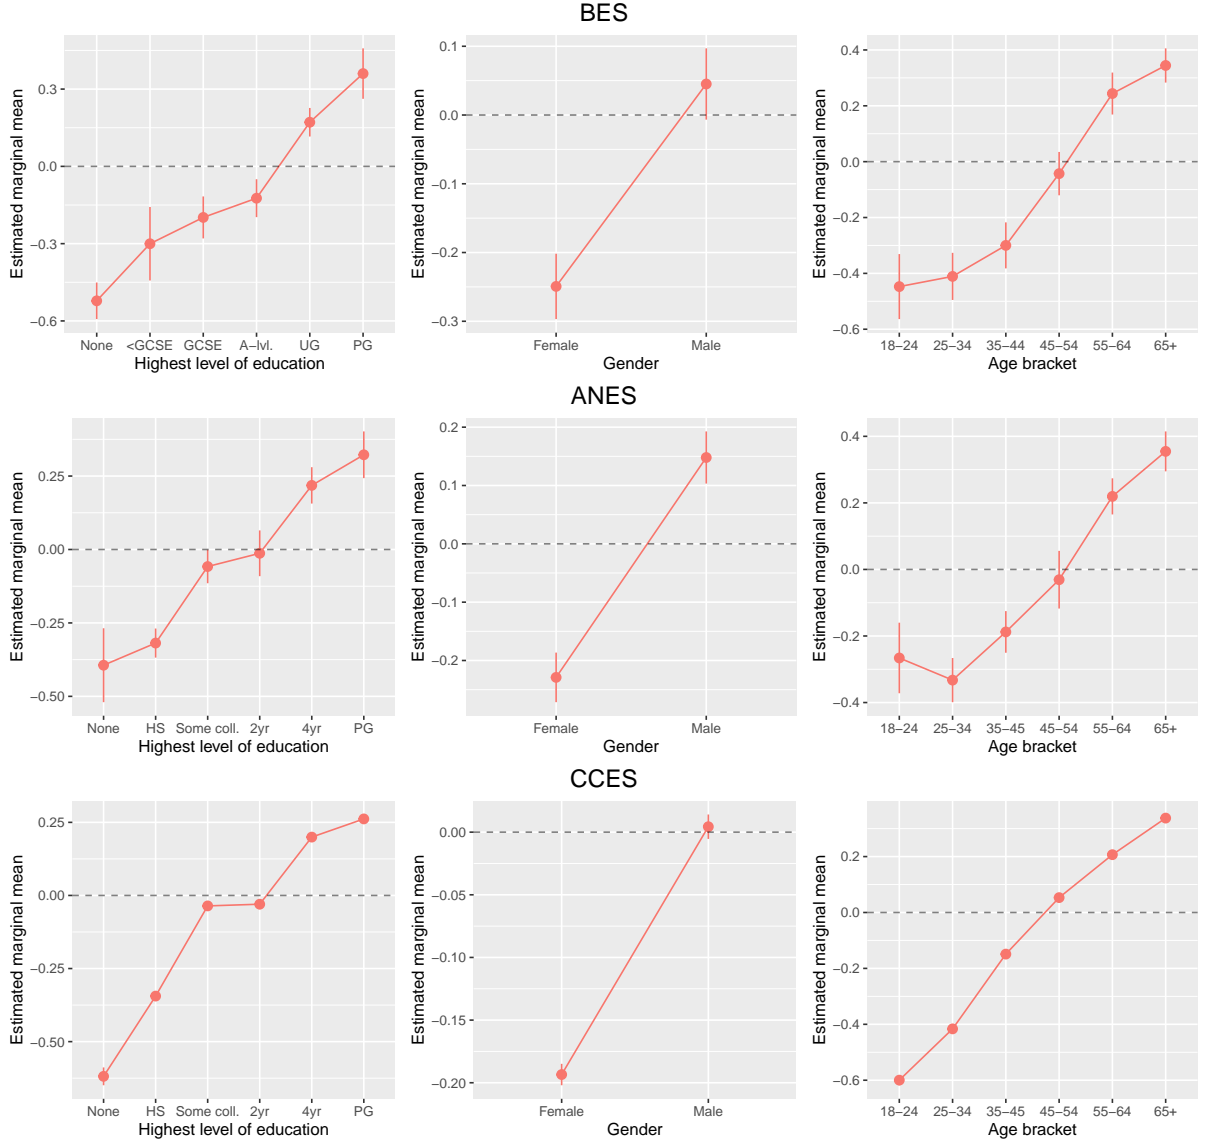 BES
Estimated marginal mean
0.3
0.0
−0.3
−0.6
None <GCSE GCSE A−lvl. UG PG
Highest level of education
Estimated marginal mean
0.1
0.0
−0.1
−0.2
−0.3
Female Male
Gender
Estimated marginal mean
0.4
0.2
0.0
−0.2
−0.4
−0.6
18−24 25−34 35−44 45−54 55−64 65+
Age bracket
ANES
Estimated marginal mean
0.25
0.00
−0.25
−0.50
None HS Some coll. 2yr 4yr PG
Highest level of education
Estimated marginal mean
0.2
0.1
0.0
−0.1
−0.2
Female Male
Gender
Estimated marginal mean
0.4
0.2
0.0
−0.2
−0.4
18−24 25−34 35−45 45−54 55−64 65+
Age bracket
CCES
Estimated marginal mean
0.25
0.00
−0.25
−0.50
None HS Some coll. 2yr 4yr PG
Highest level of education
Estimated marginal mean
0.00
−0.05
−0.10
−0.15
−0.20
Female Male
Gender
Estimated marginal mean
0.2
0.0
−0.2
−0.4
−0.6
18−24 25−34 35−45 45−54 55−64 65+
Age bracket